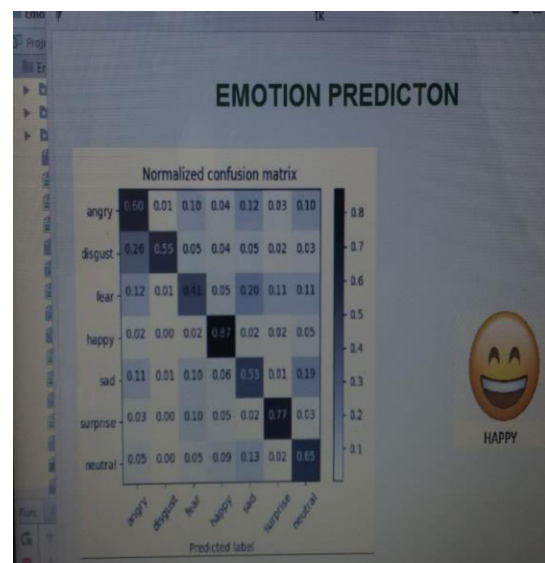 tk
Proje
Er
EMOTION PREDICTON
Normalized confusion matrix
angry 0.60 0.01 0.10 0.04 0.12 0.03 0.10
disgust 0.26 0.55 0.05 0.04 0.05 0.02 0.03
fear 0.12 0.01 0.41 0.05 0.20 0.11 0.11
happy 0.02 0.00 0.02 0.87 0.02 0.02 0.05
sad 0.11 0.01 0.10 0.06 0.53 0.01 0.19
surprise 0.03 0.00 0.10 0.05 0.02 0.77 0.03
neutral 0.05 0.00 0.05 0.09 0.13 0.02 0.65
angry disgust fear happy sad surprise neutral
Predicted label
0.8
0.7
0.6
0.5
0.4
0.3
0.2
0.1
HAPPY
Run: